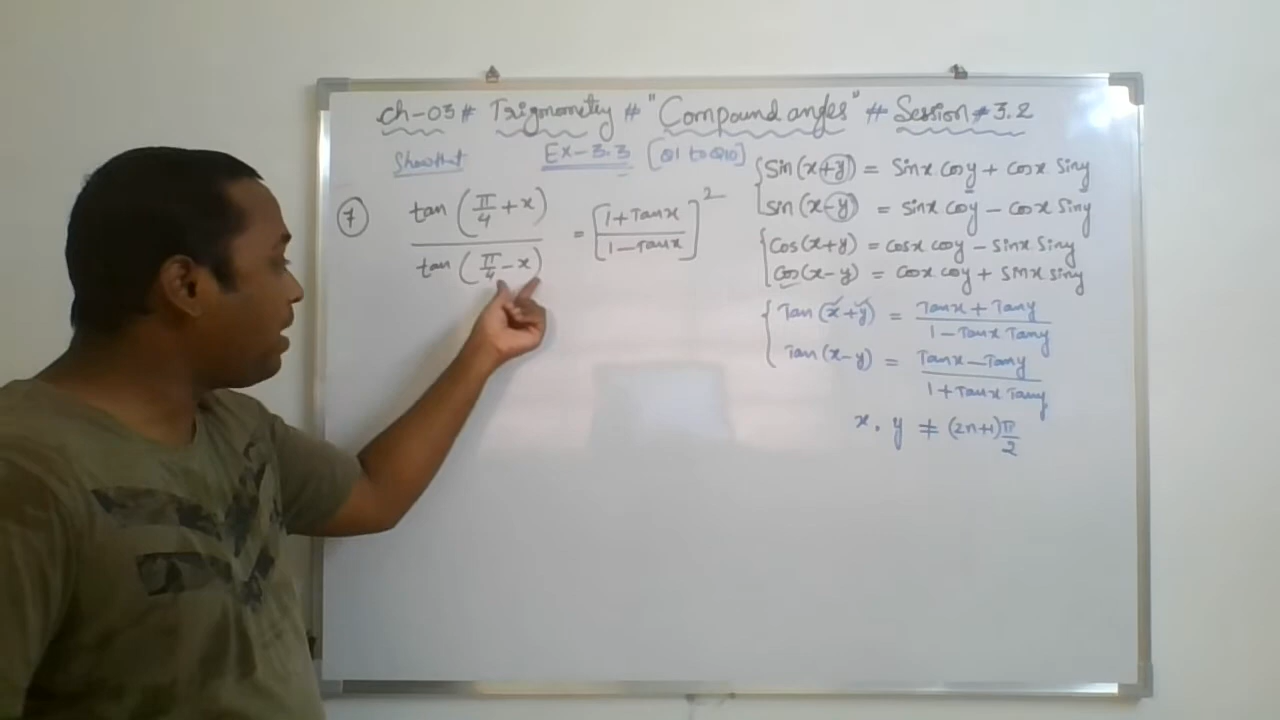 ch-03 # Trignometry # "Compound angles" # Session # 3.2
Show that Ex-3.3 [Q1 to Q10]
7 tan (π/4 + x) / tan (π/4 - x) = [1 + Tanx / 1 - Tanx]²
Sin(x+y) = Sinx cosy + cosx Siny
Sin(x-y) = Sinx cosy - cosx Siny
Cos(x+y) = cosx cosy - sinx Siny
Cos(x-y) = cosx cosy + sinx siny
Tan(x+y) = Tanx + Tany / 1 - Tanx Tany
Tan(x-y) = Tanx - Tany / 1 + Tanx Tany
x, y ≠ (2n+1) π/2